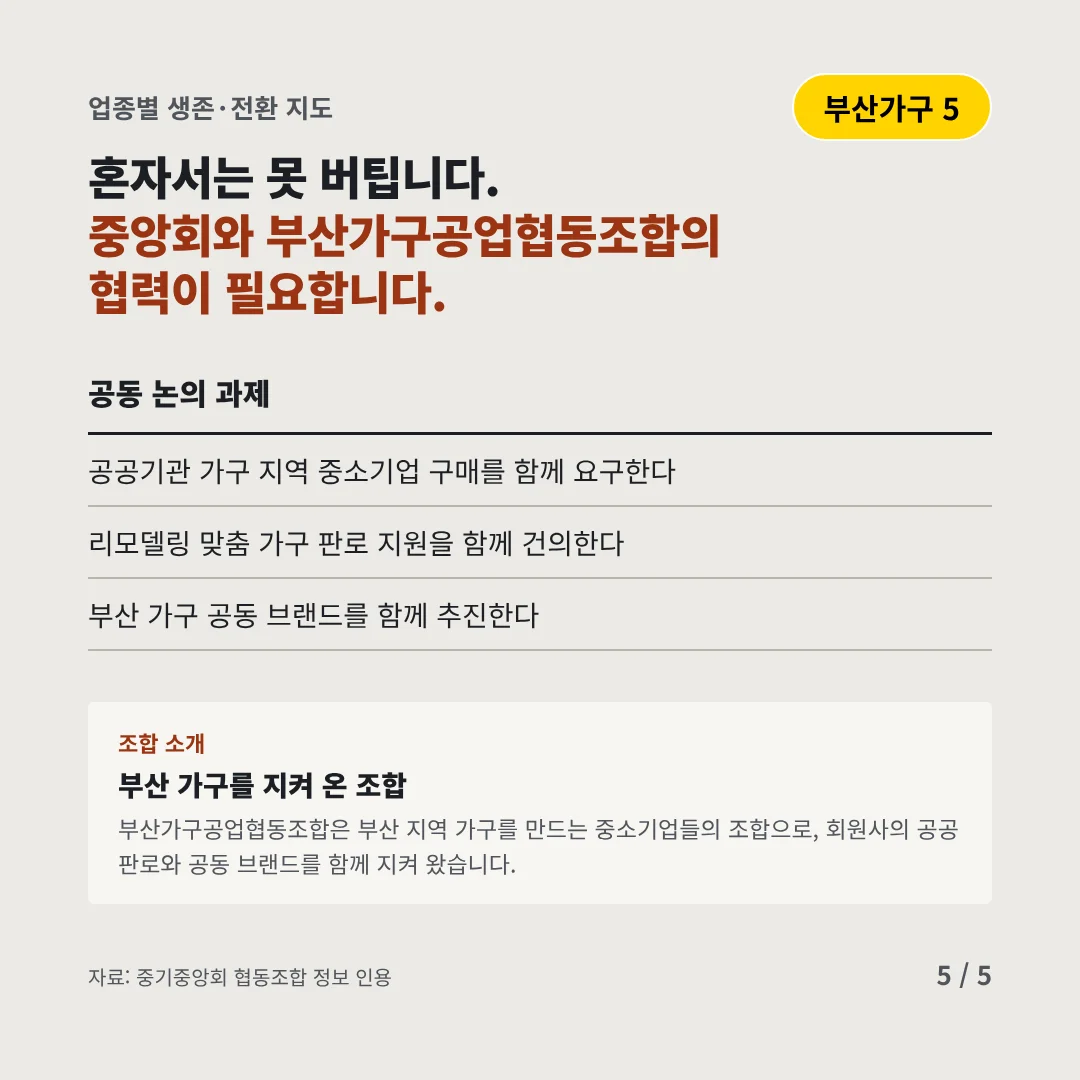 업종별 생존·전환 지도
부산가구 5
혼자서는 못 버팁니다.
중앙회와 부산가구공업협동조합의
협력이 필요합니다.
공동 논의 과제
공공기관 가구 지역 중소기업 구매를 함께 요구한다
리모델링 맞춤 가구 판로 지원을 함께 건의한다
부산 가구 공동 브랜드를 함께 추진한다
조합 소개
부산 가구를 지켜 온 조합
부산가구공업협동조합은 부산 지역 가구를 만드는 중소기업들의 조합으로, 회원사의 공공
판로와 공동 브랜드를 함께 지켜 왔습니다.
자료: 중기중앙회 협동조합 정보 인용
5 / 5